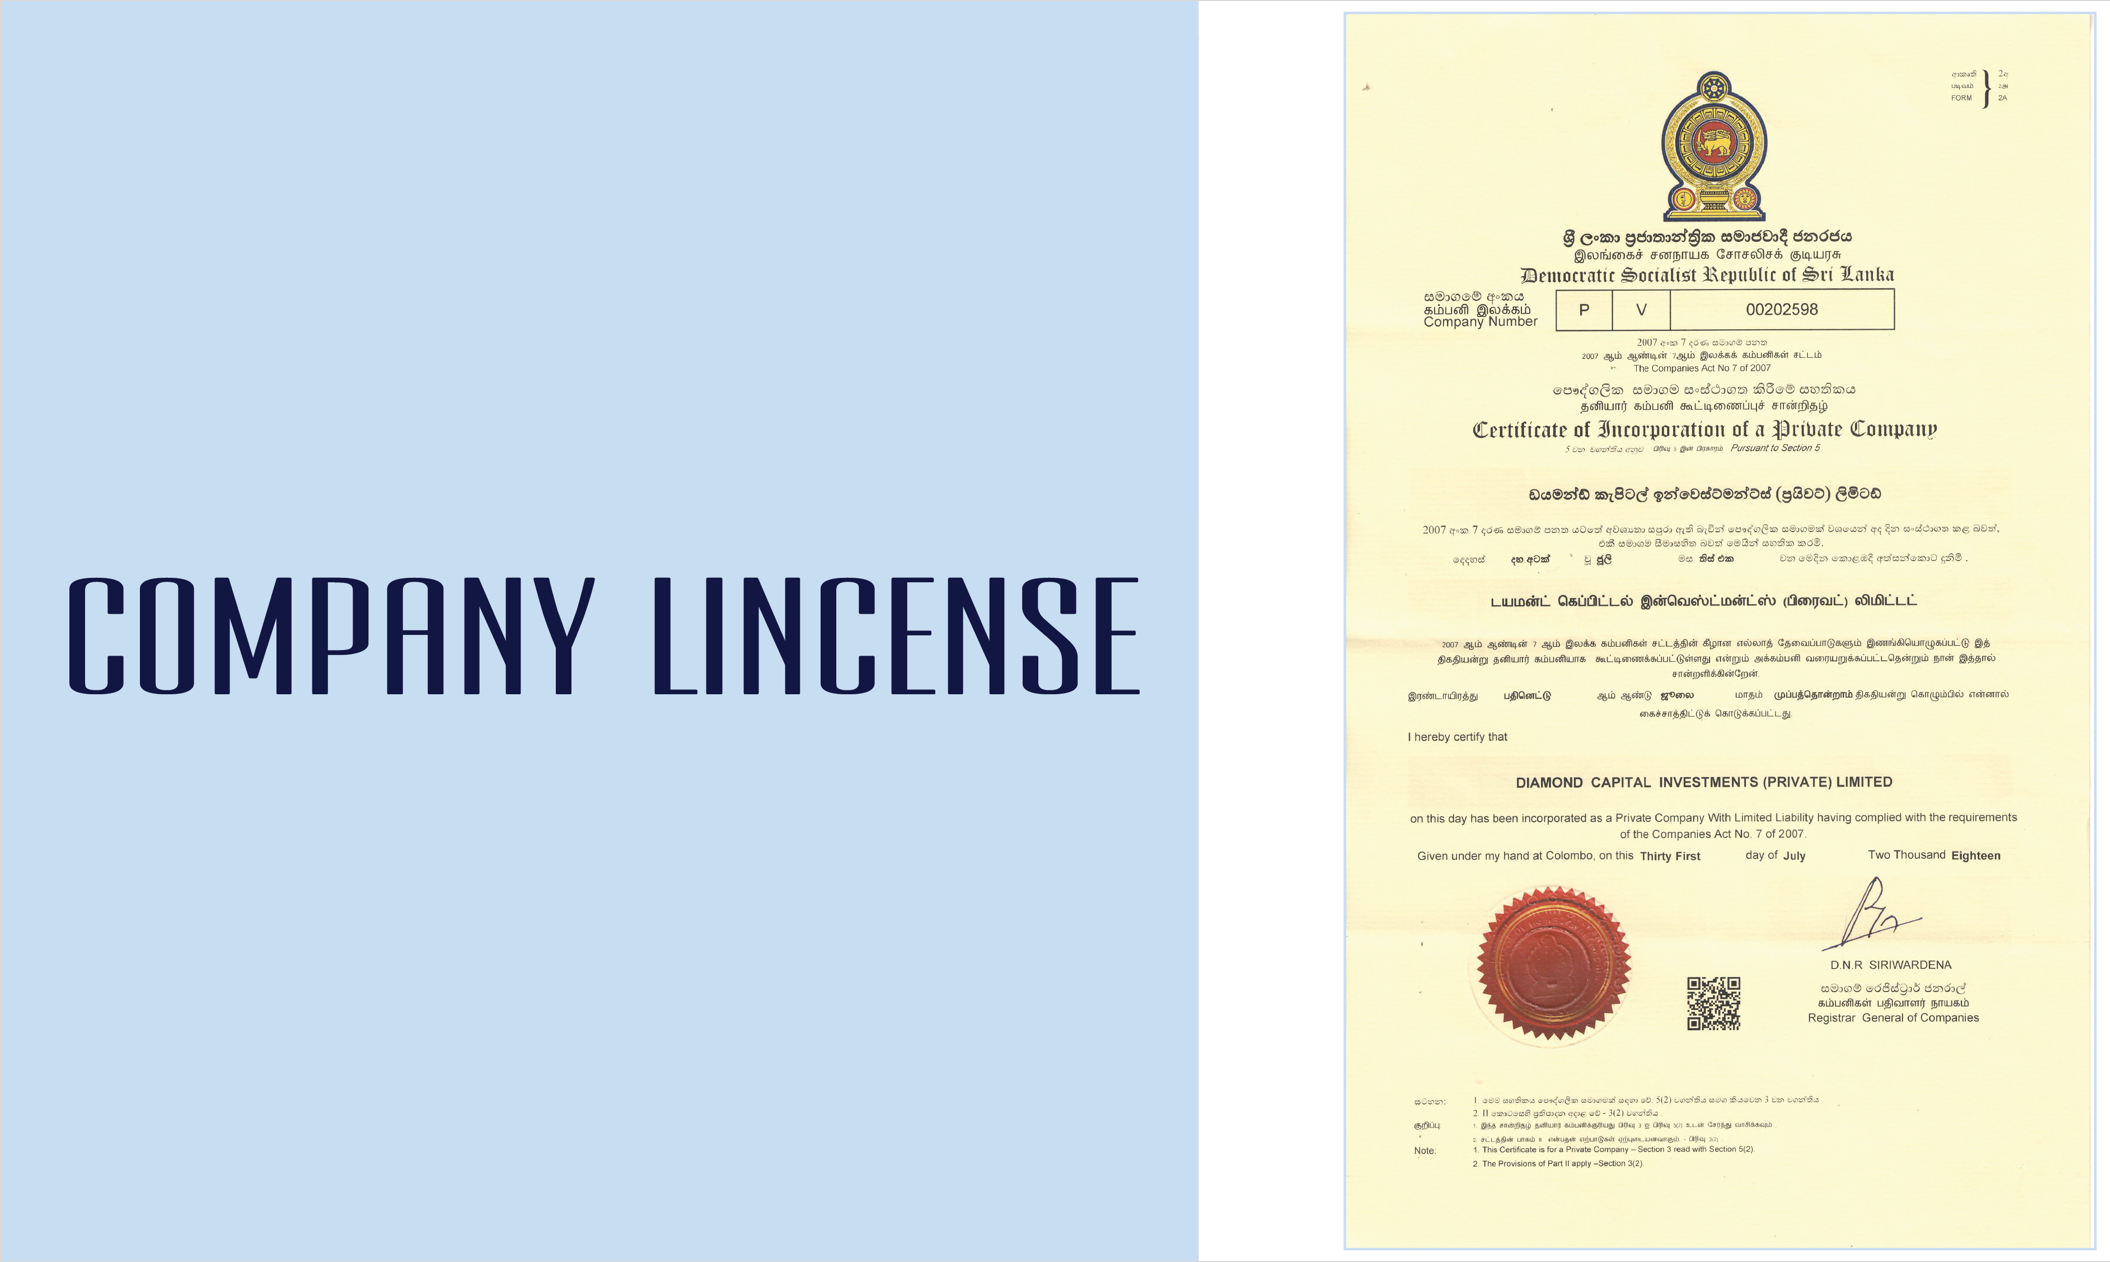 COMPANY LINCENSE
ආකෘති 2අ
படிவம் 2அ
FORM 2A
ශ්‍රී ලංකා ප්‍රජාතාන්ත්‍රික සමාජවාදී ජනරජය
இலங்கைச் சனநாயக சோசலிசக் குடியரசு
Democratic Socialist Republic of Sri Lanka
සමාගමේ අංකය
கம்பனி இலக்கம்
Company Number
P V 00202598
2007 අංක 7 දරණ සමාගම් පනත
2007 ஆம் ஆண்டின் 7ஆம் இலக்கக் கம்பனிகள் சட்டம்
The Companies Act No 7 of 2007
පෞද්ගලික සමාගම සංස්ථාගත කිරීමේ සහතිකය
தனியார் கம்பனி கூட்டிணைப்புச் சான்றிதழ்
Certificate of Incorporation of a Private Company
5 වන වගන්තිය අනුව பிரிவு 5 இன் பிரகாரம் Pursuant to Section 5
ඩයමන්ඩ් කැපිටල් ඉන්වෙස්ට්මන්ට්ස් (ප්‍රයිවට්) ලිමිටඩ්
2007 අංක 7 දරණ සමාගම් පනත යටතේ අවශ්‍යතා සපුරා ඇති බැවින් පෞද්ගලික සමාගමක් වශයෙන් අද දින සංස්ථාගත කළ බවත්,
එකී සමාගම සීමාසහිත බවත් මෙයින් සහතික කරමි.
දෙදහස් දහ අටක් වූ ජූලි මස තිස් එක වන මෙදින කොළඹදී අත්සන්කොට දුනිමි .
டயமன்ட் கெப்பிட்டல் இன்வெஸ்ட்மன்ட்ஸ் (பிரைவட்) லிமிட்டட்
2007 ஆம் ஆண்டின் 7 ஆம் இலக்க கம்பனிகள் சட்டத்தின் கீழான எல்லாத் தேவைப்பாடுகளும் இணங்கியொழுகப்பட்டு இத்
திகதியன்று தனியார் கம்பனியாக கூட்டிணைக்கப்பட்டுள்ளது என்றும் அக்கம்பனி வரையறுக்கப்பட்டதென்றும் நான் இத்தால்
சான்றளிக்கின்றேன்.
இரண்டாயிரத்து பதினெட்டு ஆம் ஆண்டு ஜூலை மாதம் முப்பத்தொன்றாம் திகதியன்று கொழும்பில் என்னால்
கைச்சாத்திட்டுக் கொடுக்கப்பட்டது.
I hereby certify that
DIAMOND CAPITAL INVESTMENTS (PRIVATE) LIMITED
on this day has been incorporated as a Private Company With Limited Liability having complied with the requirements
of the Companies Act No. 7 of 2007.
Given under my hand at Colombo, on this Thirty First day of July Two Thousand Eighteen
D.N.R SIRIWARDENA
සමාගම් රෙජිස්ට්‍රාර් ජනරාල්
கம்பனிகள் பதிவாளர் நாயகம்
Registrar General of Companies
සටහන: 1. මෙම සහතිකය පෞද්ගලික සමාගමක් සඳහා වේ. 5(2) වගන්තිය සමග කියවෙන 3 වන වගන්තිය
2. II කොටසෙහි ප්‍රතිපාදන අදාළ වේ - 3(2) වගන්තිය .
குறிப்பு 1. இந்த சான்றிதழ் தனியார் கம்பனிக்குரியது பிரிவு 3 ஐ பிரிவு 5(2) உடன் சேர்ந்து வாசிக்கவும்
2. சட்டத்தின் பாகம் II என்பதன் ஏற்பாடுகள் ஏற்புடையனவாகும். - பிரிவு 3(2)
Note: 1. This Certificate is for a Private Company – Section 3 read with Section 5(2).
2. The Provisions of Part II apply –Section 3(2).